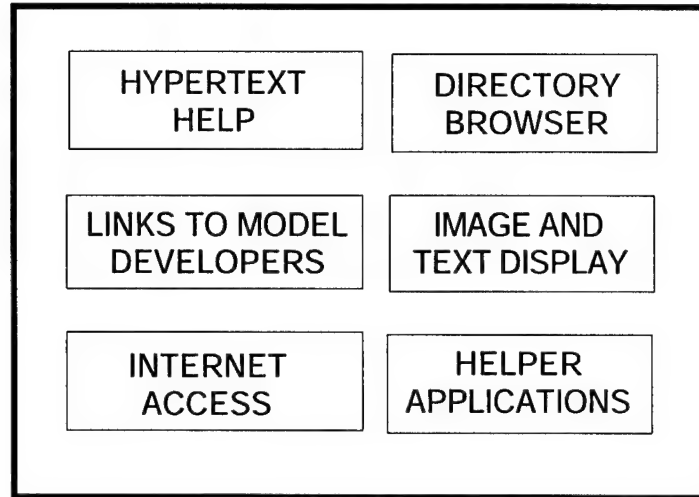 HYPERTEXT
HELP
DIRECTORY
BROWSER
LINKS TO MODEL
DEVELOPERS
IMAGE AND
TEXT DISPLAY
INTERNET
ACCESS
HELPER
APPLICATIONS